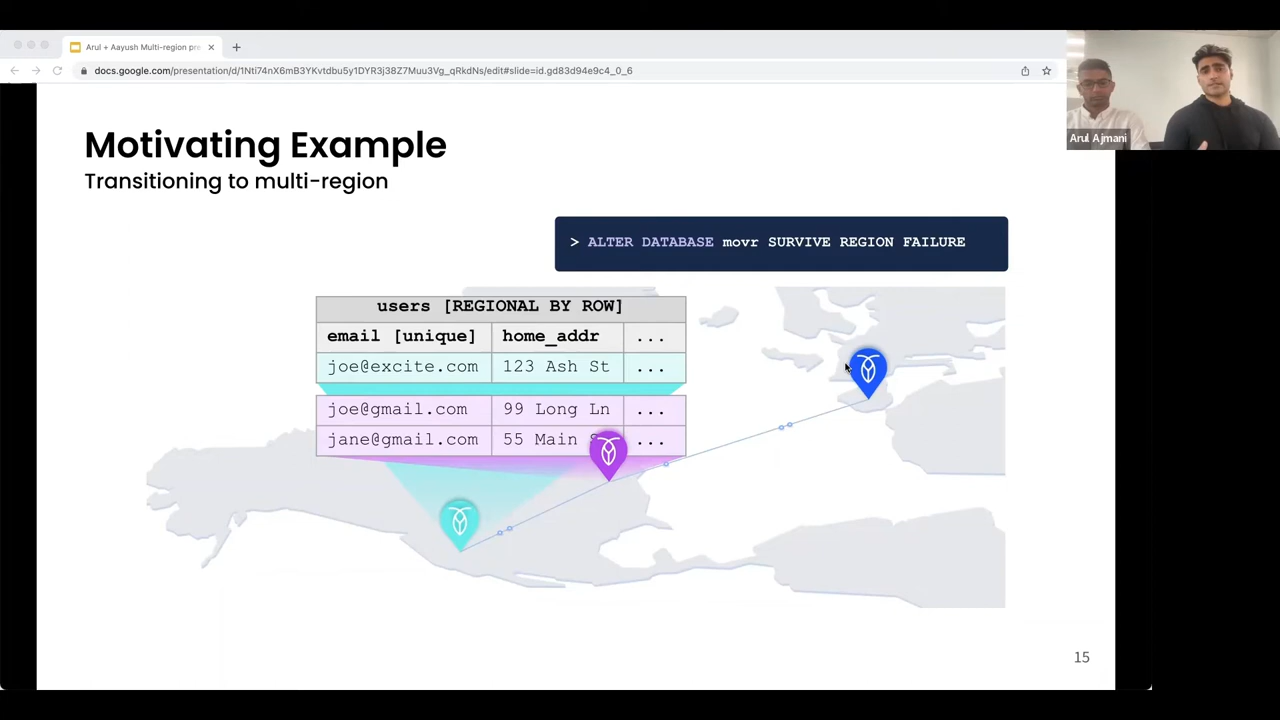 Arul + Aayush Multi-region pre
docs.google.com/presentation/d/1Nti74nX6mB3YKvtdbu5y1DYR3j38Z7Muu3Vg_qRkdNs/edit#slide=id.gd83d94e9c4_0_6
Arul Ajmani
Motivating Example
Transitioning to multi-region
> ALTER DATABASE movr SURVIVE REGION FAILURE
users [REGIONAL BY ROW]
email [unique] home_addr ...
joe@excite.com 123 Ash St ...
joe@gmail.com 99 Long Ln ...
jane@gmail.com 55 Main ...
15